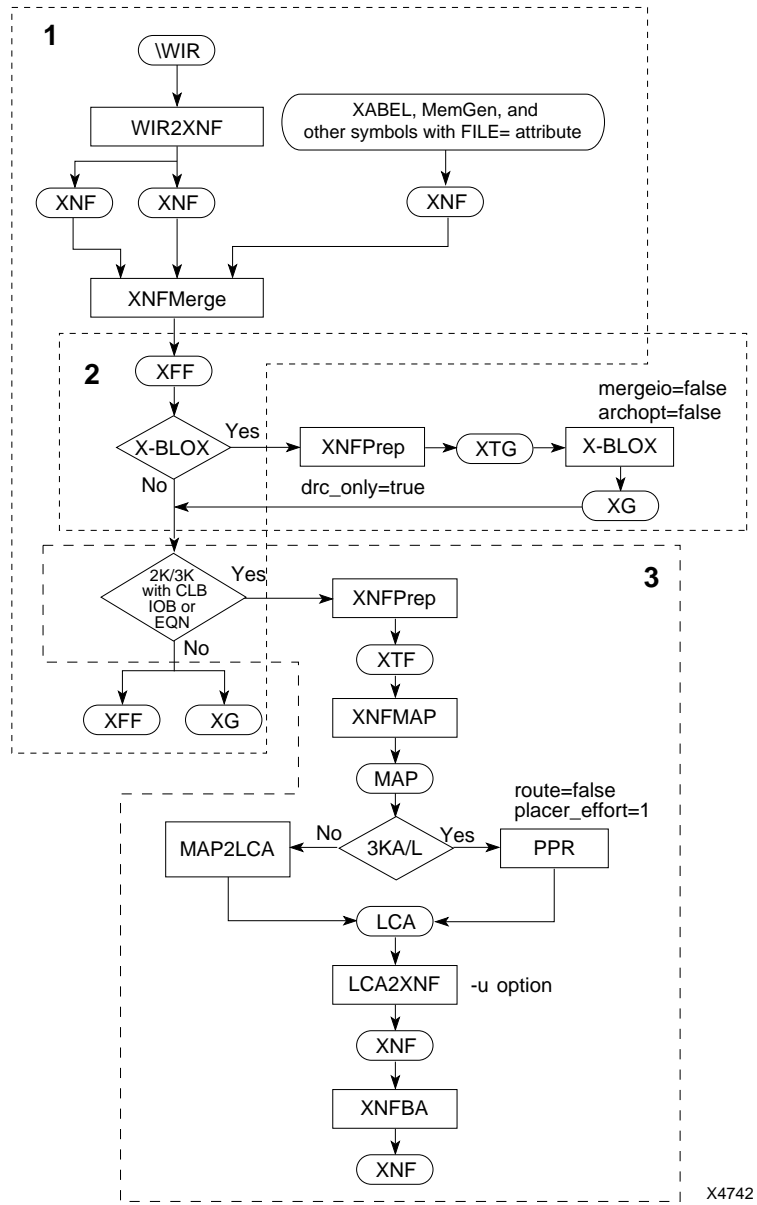 1
\WIR
WIR2XNF
XABEL, MemGen, and
other symbols with FILE= attribute
XNF
XNF
XNF
XNFMerge
2
XFF
mergeio=false
archopt=false
X-BLOX
Yes
XNFPrep
XTG
X-BLOX
No
drc_only=true
XG
3
2K/3K
with CLB
IOB or
EQN
Yes
XNFPrep
No
XTF
XFF
XG
XNFMAP
MAP
route=false
placer_effort=1
MAP2LCA
No
3KA/L
Yes
PPR
LCA
LCA2XNF
-u option
XNF
XNFBA
XNF
X4742